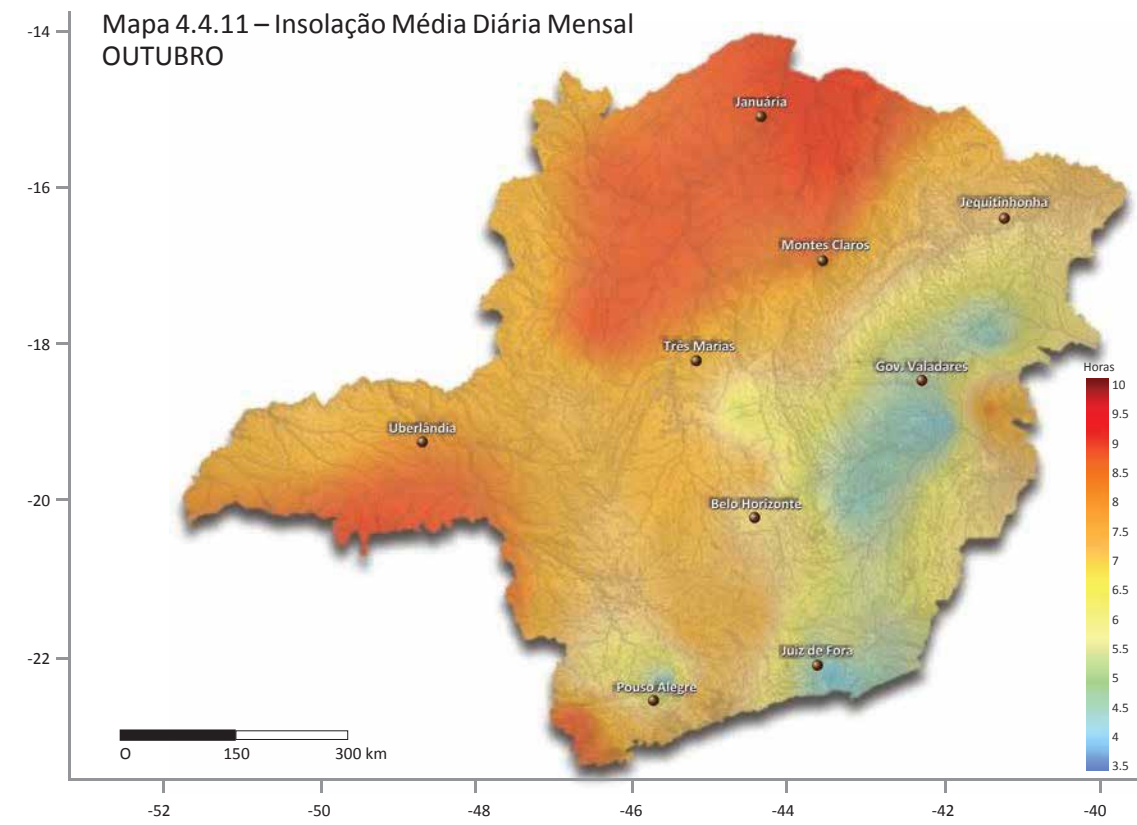 Mapa 4.4.11 – Insolação Média Diária Mensal
OUTUBRO
-14
-16
-18
-20
-22
Januária
Jequitinhonha
Montes Claros
Três Marias
Gov. Valadares
Uberlândia
Belo Horizonte
Juiz de Fora
Pouso Alegre
Horas
10
9.5
9
8.5
8
7.5
7
6.5
6
5.5
5
4.5
4
3.5
O 150 300 km
-52 -50 -48 -46 -44 -42 -40